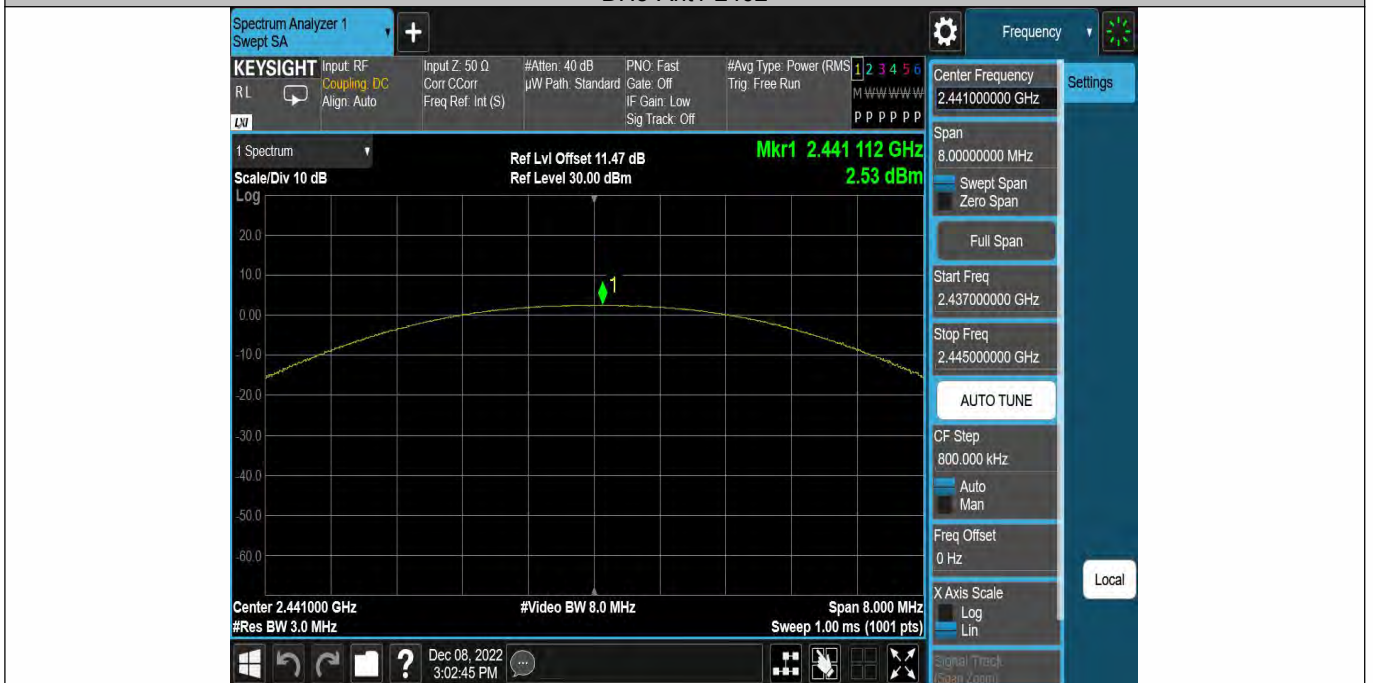 Spectrum Analyzer 1
Swept SA
+
Frequency
KEYSIGHT Input: RF
Coupling: DC
Align: Auto
RL
LXI
Input Z: 50 Ω
Corr CCorr
Freq Ref: Int (S)
#Atten: 40 dB
µW Path: Standard
PNO: Fast
Gate: Off
IF Gain: Low
Sig Track: Off
#Avg Type: Power (RMS
Trig: Free Run
1 2 3 4 5 6
M W W W W W
P P P P P P
1 Spectrum
Scale/Div 10 dB
Log
Ref Lvl Offset 11.47 dB
Ref Level 30.00 dBm
Mkr1 2.441 112 GHz
2.53 dBm
20.0
10.0
0.00
-10.0
-20.0
-30.0
-40.0
-50.0
-60.0
1
Center 2.441000 GHz
#Res BW 3.0 MHz
#Video BW 8.0 MHz
Span 8.000 MHz
Sweep 1.00 ms (1001 pts)
Center Frequency
2.441000000 GHz
Settings
Span
8.00000000 MHz
Swept Span
Zero Span
Full Span
Start Freq
2.437000000 GHz
Stop Freq
2.445000000 GHz
AUTO TUNE
CF Step
800.000 kHz
Auto
Man
Freq Offset
0 Hz
X Axis Scale
Log
Lin
Signal Track
(Span Zoom)
Local
?
Dec 08, 2022
3:02:45 PM